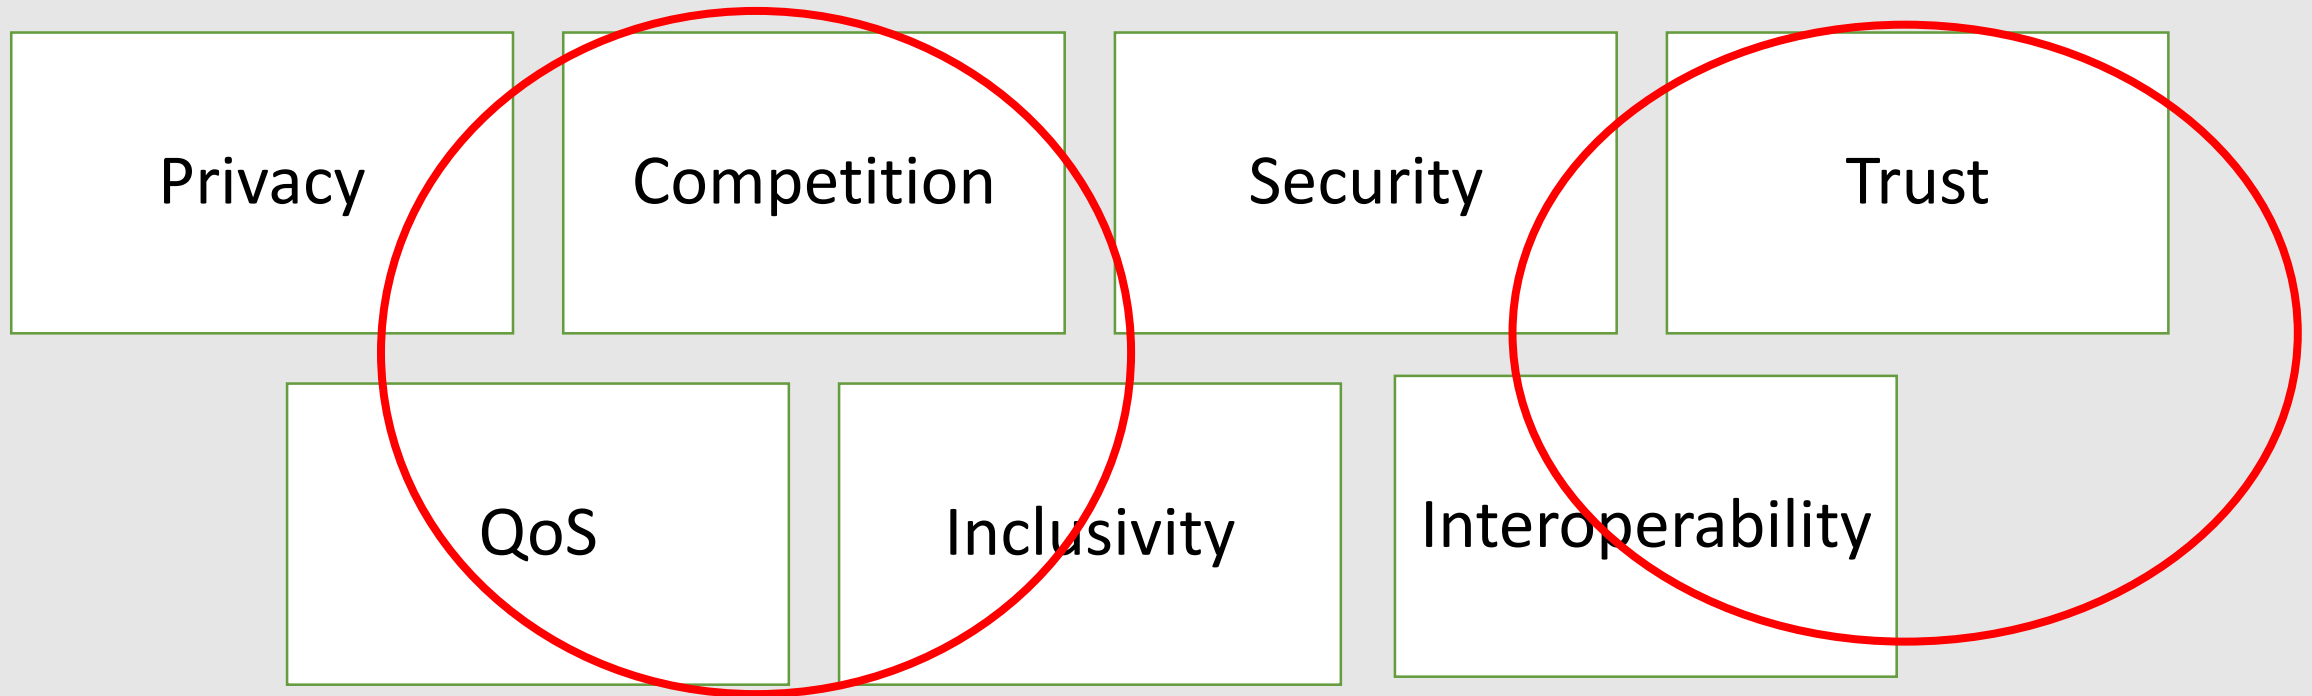 Privacy
Competition
Security
Trust
QoS
Inclusivity
Interoperability